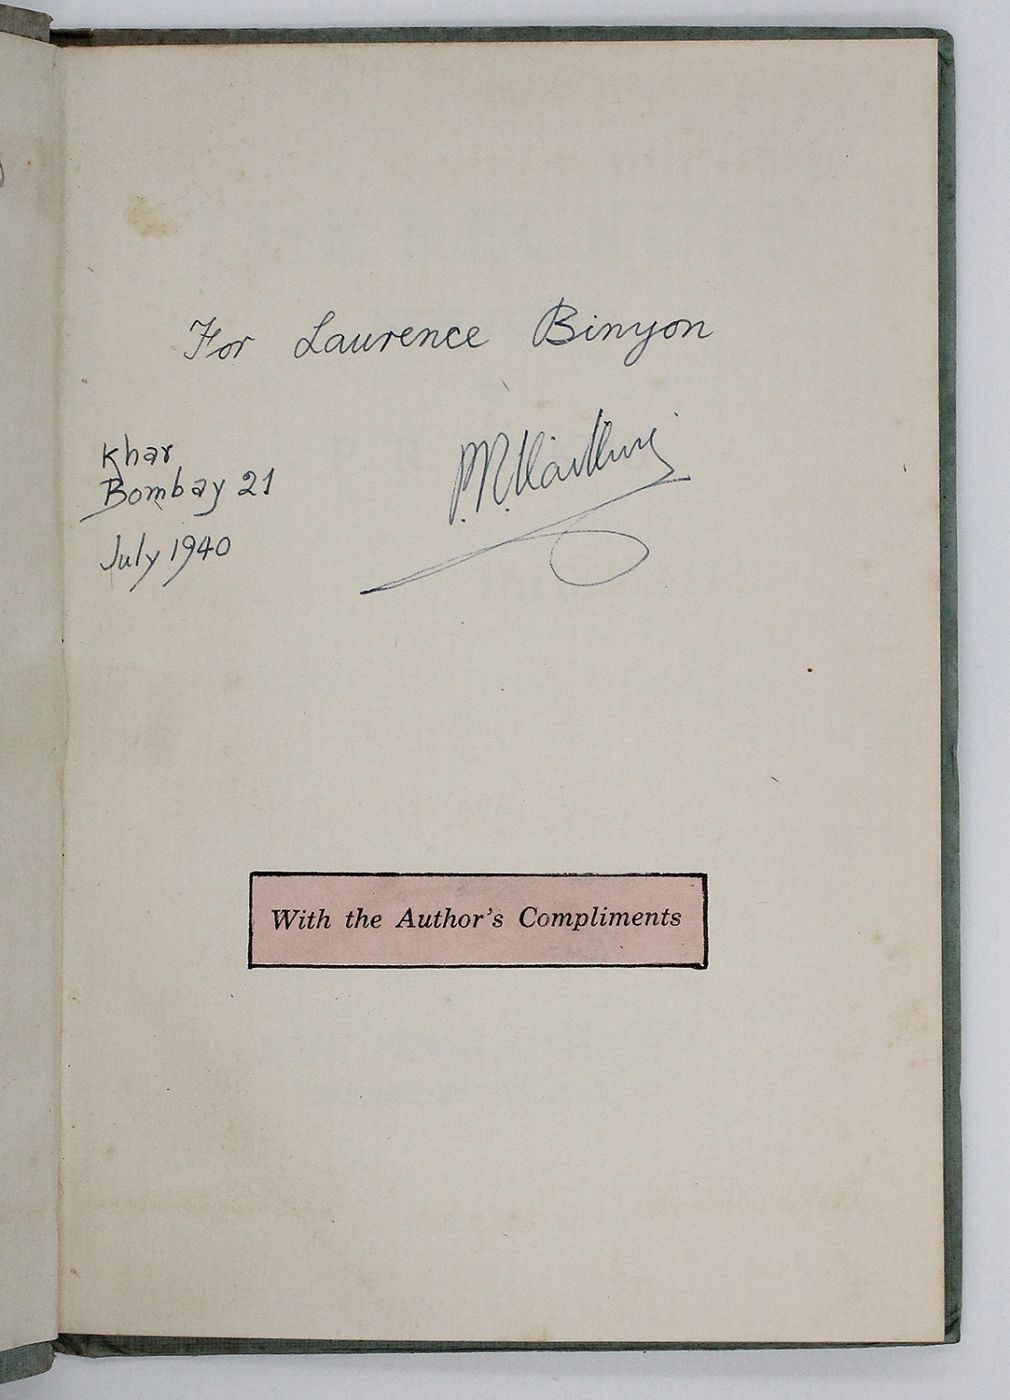 For Laurence Binyon
Khar
Bombay 21
July 1940
With the Author's Compliments